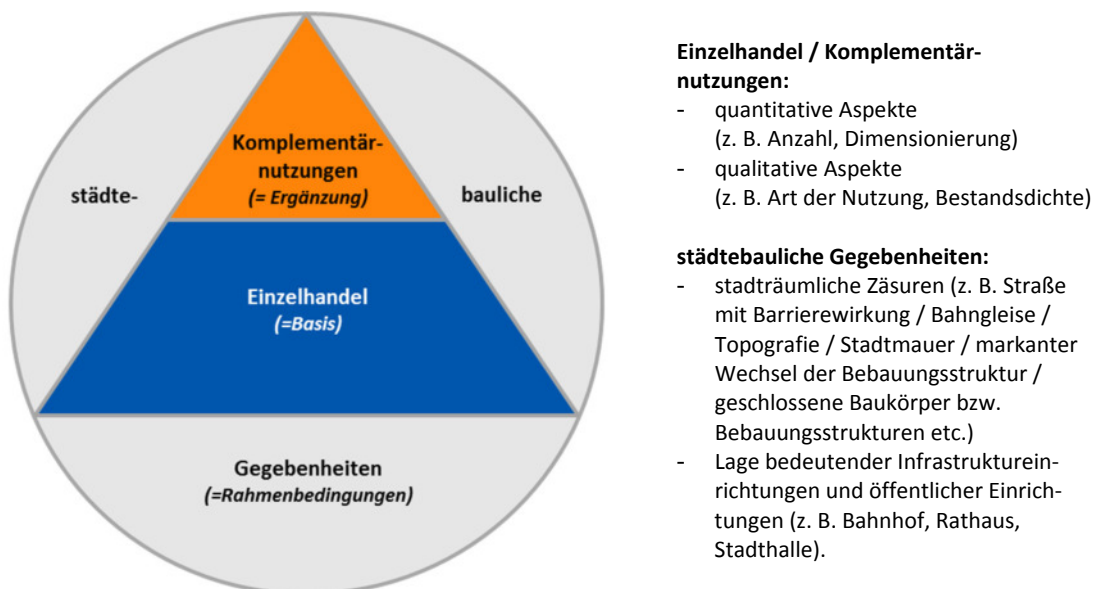 Komplementär-
nutzungen
(= Ergänzung)
städte-
bauliche
Einzelhandel
(=Basis)
Gegebenheiten
(=Rahmenbedingungen)
Einzelhandel / Komplementär-
nutzungen:
- quantitative Aspekte
(z. B. Anzahl, Dimensionierung)
- qualitative Aspekte
(z. B. Art der Nutzung, Bestandsdichte)
städtebauliche Gegebenheiten:
- stadträumliche Zäsuren (z. B. Straße
mit Barrierewirkung / Bahngleise /
Topografie / Stadtmauer / markanter
Wechsel der Bebauungsstruktur /
geschlossene Baukörper bzw.
Bebauungsstrukturen etc.)
- Lage bedeutender Infrastrukturein-
richtungen und öffentlicher Einrich-
tungen (z. B. Bahnhof, Rathaus,
Stadthalle).